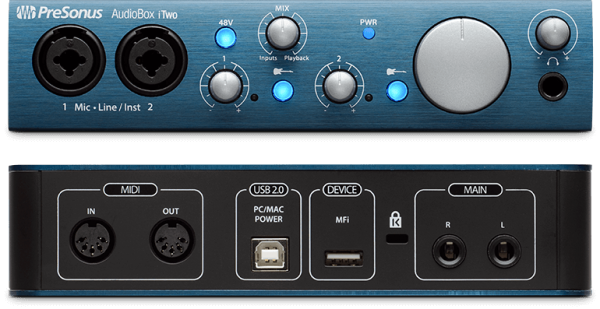 PreSonus AudioBox iTwo
48V
MIX
PWR
Inputs Playback
1
2
- +
- +
- +
1 Mic • Line / Inst 2
MIDI
USB 2.0
DEVICE
MAIN
IN
OUT
PC/MAC
POWER
MFi
K
R
L